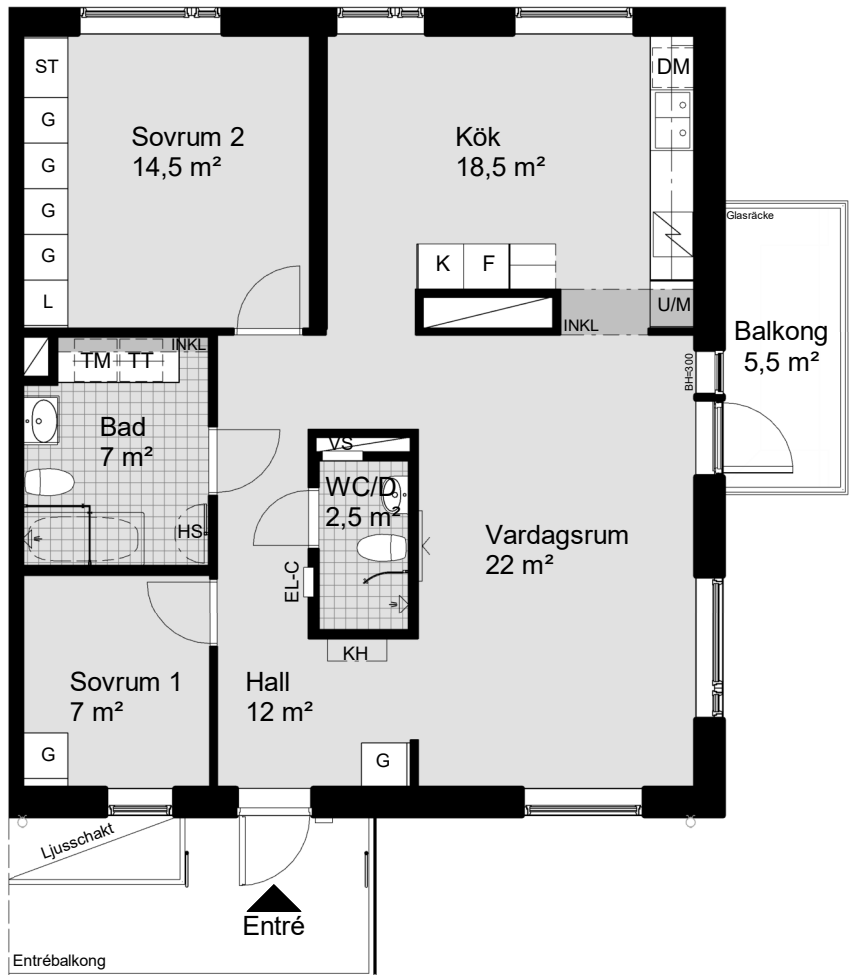 ST
G
G
G
G
L
Sovrum 2
14,5 m²
Kök
18,5 m²
DM
K
F
U/M
INKL
Glasräcke
Balkong
5,5 m²
BH=300
INKL
TM
TT
Bad
7 m²
HS
VS
WC/D
2,5 m²
EL-C
KH
Vardagsrum
22 m²
Sovrum 1
7 m²
G
Hall
12 m²
G
Ljusschakt
Entré
Entrébalkong